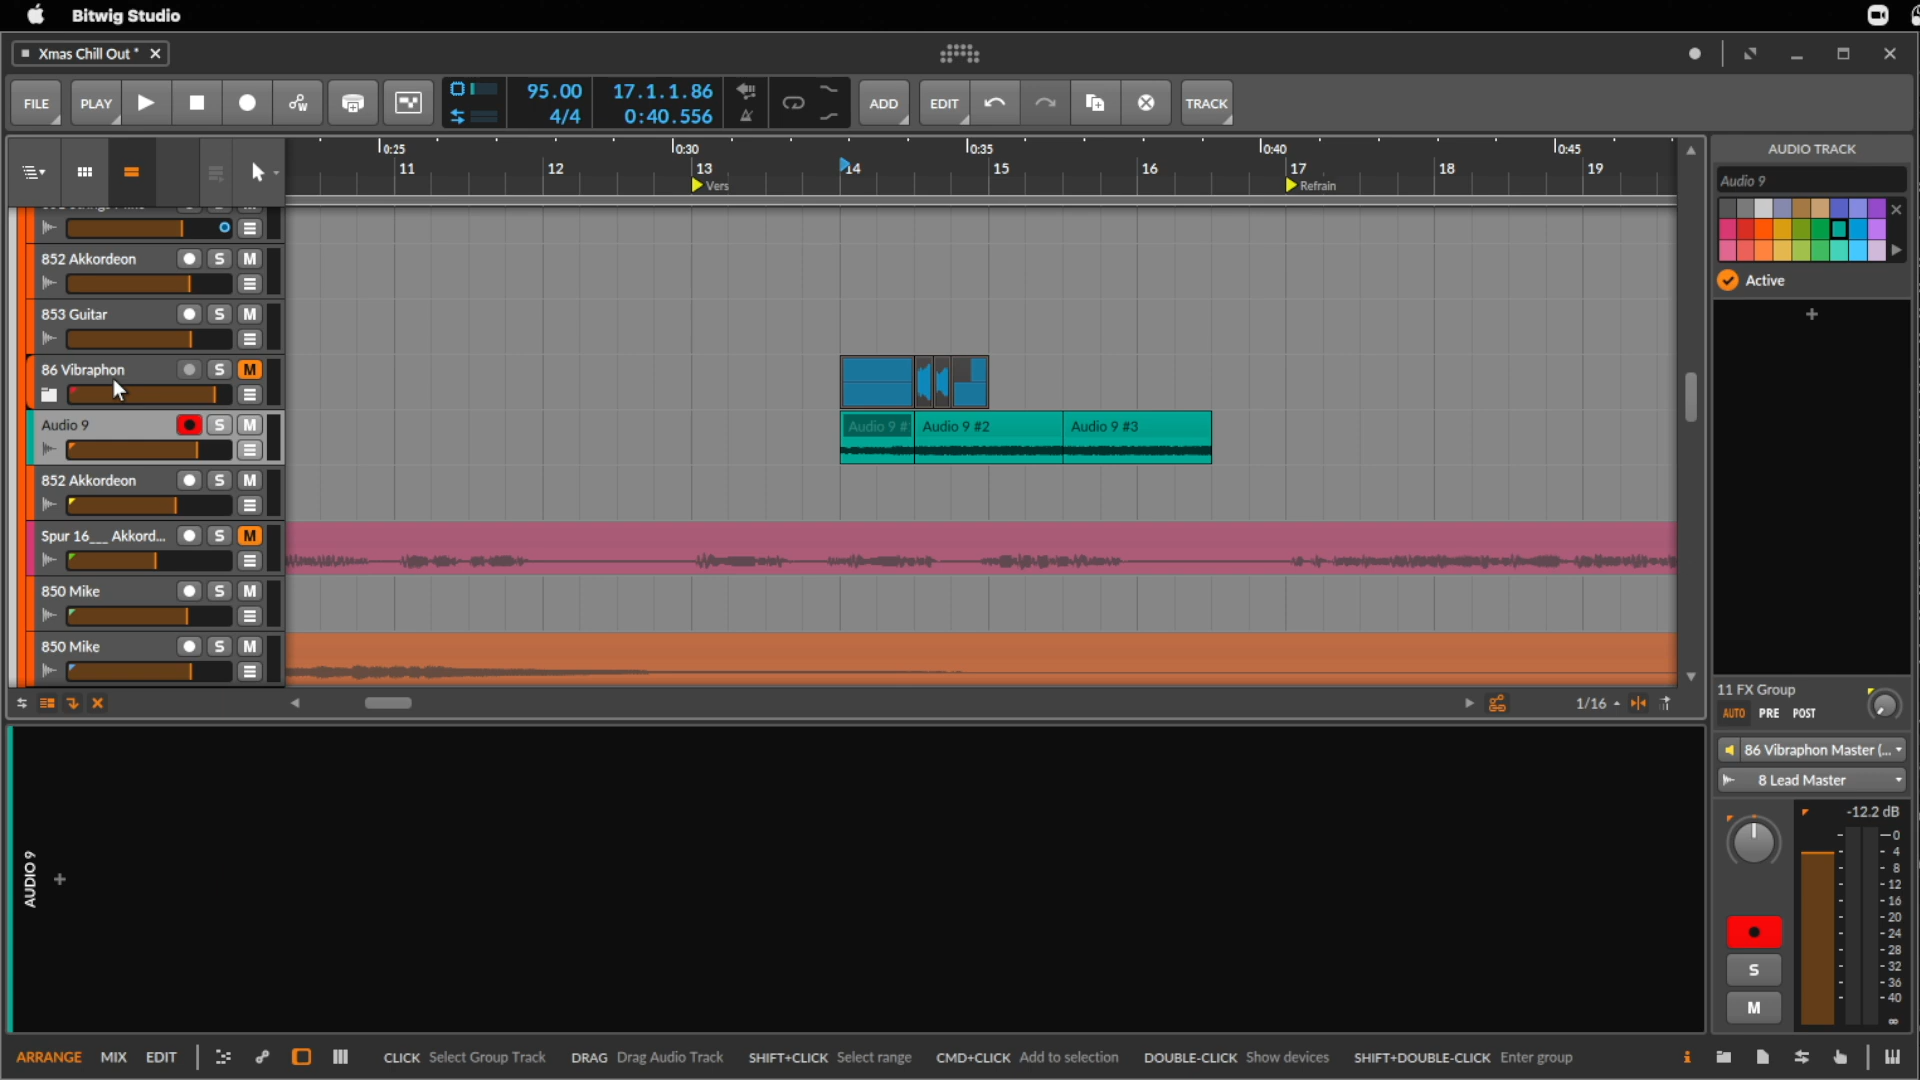 Bitwig Studio
Xmas Chill Out *
FILE PLAY 95.00 17.1.1.86 ADD EDIT TRACK
4/4 0:40.556
0:25 0:30 0:35 0:40 0:45
11 12 13 14 15 16 17 18 19
Vers Refrain
AUDIO TRACK
Audio 9
Active
852 Akkordeon S M
853 Guitar S M
86 Vibraphon S M
Audio 9 S M
Audio 9 # Audio 9 #2 Audio 9 #3
852 Akkordeon S M
Spur 16___ Akkord... S M
850 Mike S M
850 Mike S M
1/16
11 FX Group
AUTO PRE POST
86 Vibraphon Master (...
8 Lead Master
-12.2 dB
0
4
8
12
16
20
24
28
32
36
40
∞
S
M
AUDIO 9
ARRANGE MIX EDIT CLICK Select Group Track DRAG Drag Audio Track SHIFT+CLICK Select range CMD+CLICK Add to selection DOUBLE-CLICK Show devices SHIFT+DOUBLE-CLICK Enter group